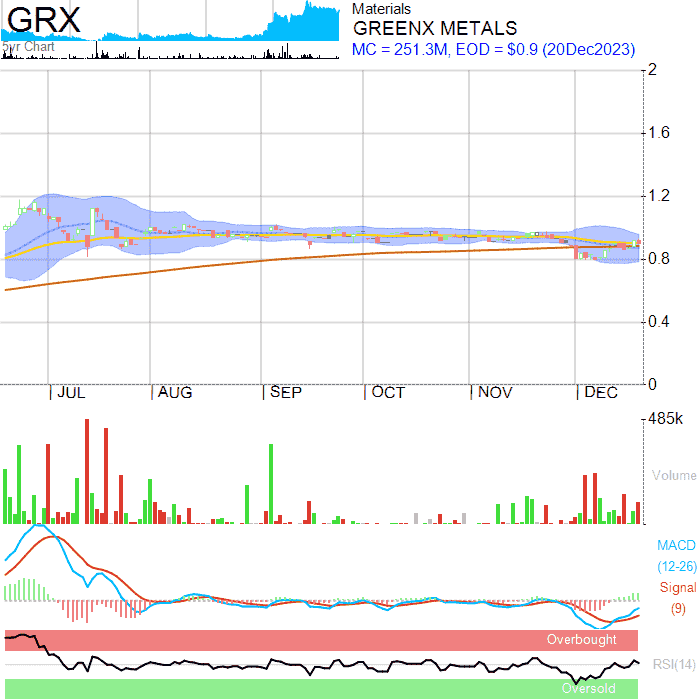 GRX
5yr Chart
Materials
GREENX METALS
MC = 251.3M, EOD = $0.9 (20Dec2023)
2
1.6
1.2
0.8
0.4
0
JUL AUG SEP OCT NOV DEC
485k
Volume
MACD
(12-26)
Signal
(9)
Overbought
RSI(14)
Oversold